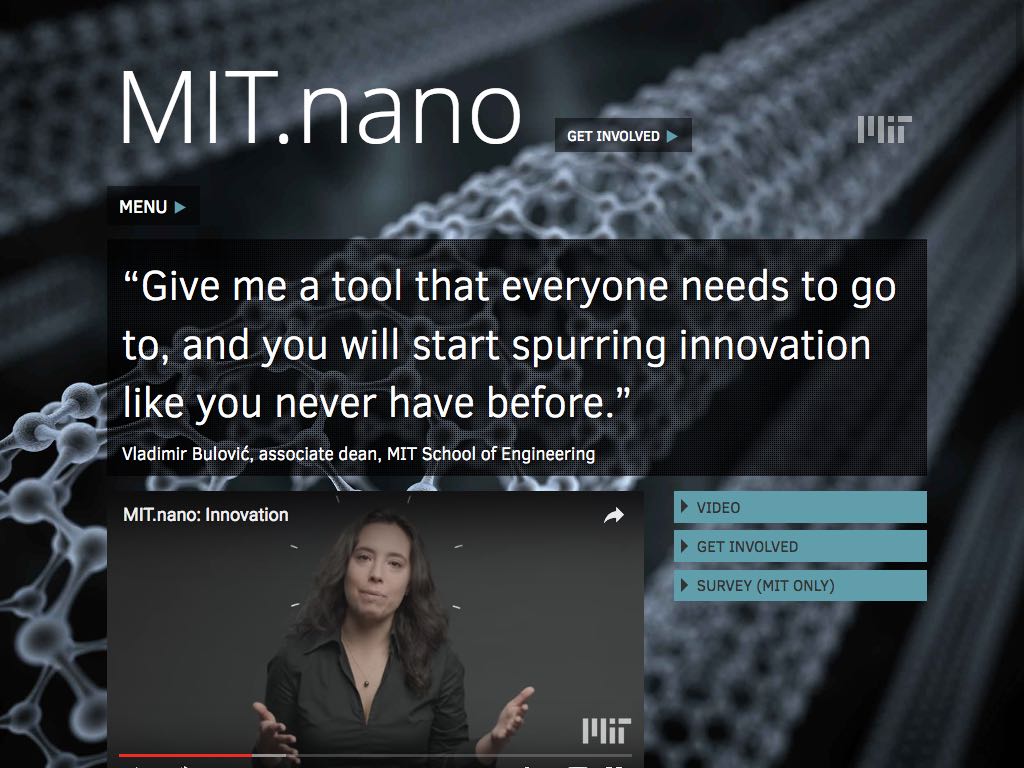 MIT.nano
GET INVOLVED
MIT
MENU
“Give me a tool that everyone needs to go
to, and you will start spurring innovation
like you never have before.”
Vladimir Bulović, associate dean, MIT School of Engineering
MIT.nano: Innovation
VIDEO
GET INVOLVED
SURVEY (MIT ONLY)
MIT